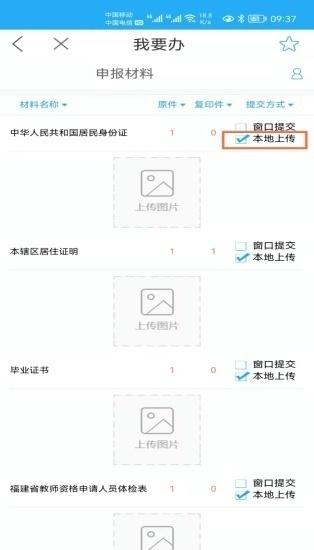 中国移动
中国电信 HD
18.8
K/s
09:37
我要办
申报材料
材料名称 原件 复印件 提交方式
中华人民共和国居民身份证 1 0 窗口提交
本地上传
上传图片
本辖区居住证明 1 1 窗口提交
本地上传
上传图片
毕业证书 1 0 窗口提交
本地上传
上传图片
福建省教师资格申请人员体检表 1 0 窗口提交
本地上传